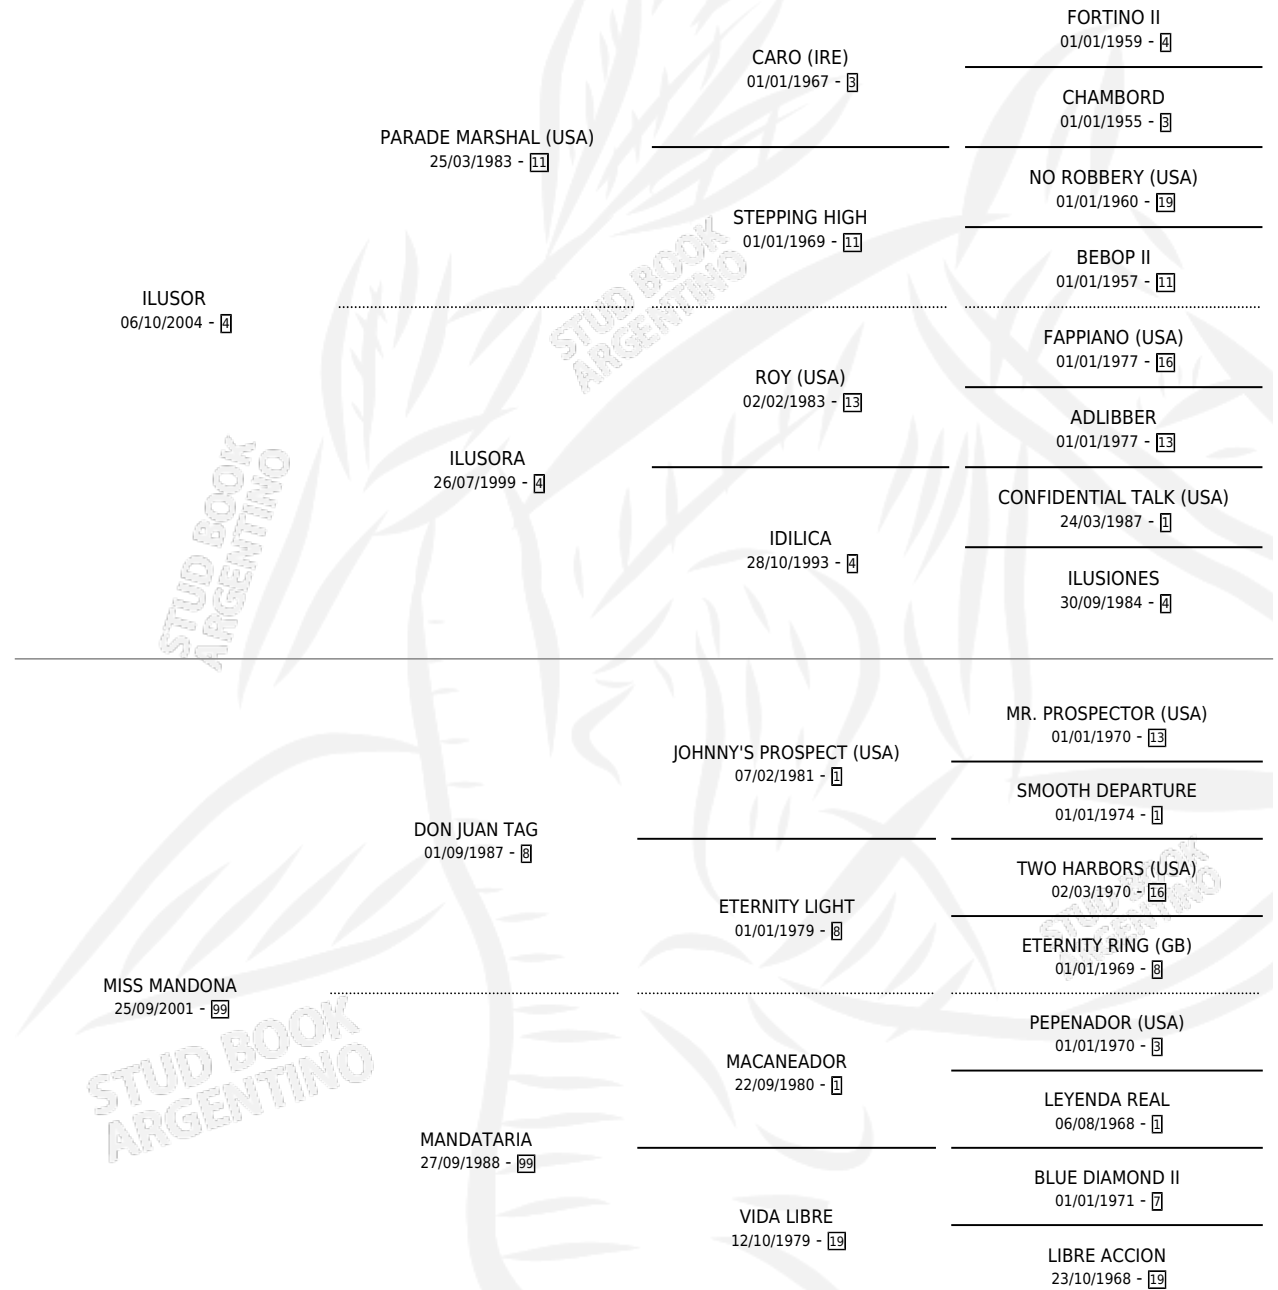 FORTINO II
01/01/1959 - 4
CARO (IRE)
01/01/1967 - 3
CHAMBORD
01/01/1955 - 3
PARADE MARSHAL (USA)
25/03/1983 - 11
NO ROBBERY (USA)
01/01/1960 - 19
STEPPING HIGH
01/01/1969 - 11
BEBOP II
01/01/1957 - 11
ILUSOR
06/10/2004 - 4
FAPPIANO (USA)
01/01/1977 - 16
ROY (USA)
02/02/1983 - 13
ADLIBBER
01/01/1977 - 13
ILUSORA
26/07/1999 - 4
CONFIDENTIAL TALK (USA)
24/03/1987 - 1
IDILICA
28/10/1993 - 4
ILUSIONES
30/09/1984 - 4
MR. PROSPECTOR (USA)
01/01/1970 - 13
JOHNNY'S PROSPECT (USA)
07/02/1981 - 1
SMOOTH DEPARTURE
01/01/1974 - 1
DON JUAN TAG
01/09/1987 - 8
TWO HARBORS (USA)
02/03/1970 - 16
ETERNITY LIGHT
01/01/1979 - 8
ETERNITY RING (GB)
01/01/1969 - 8
MISS MANDONA
25/09/2001 - 99
PEPENADOR (USA)
01/01/1970 - 3
MACANEADOR
22/09/1980 - 1
LEYENDA REAL
06/08/1968 - 1
MANDATARIA
27/09/1988 - 99
BLUE DIAMOND II
01/01/1971 - 7
VIDA LIBRE
12/10/1979 - 19
LIBRE ACCION
23/10/1968 - 19
STUD BOOK
ARGENTINO
STUD BOOK
ARGENTINO
STUD BOOK
ARGENTINO
STUD BOOK
ARGENTINO